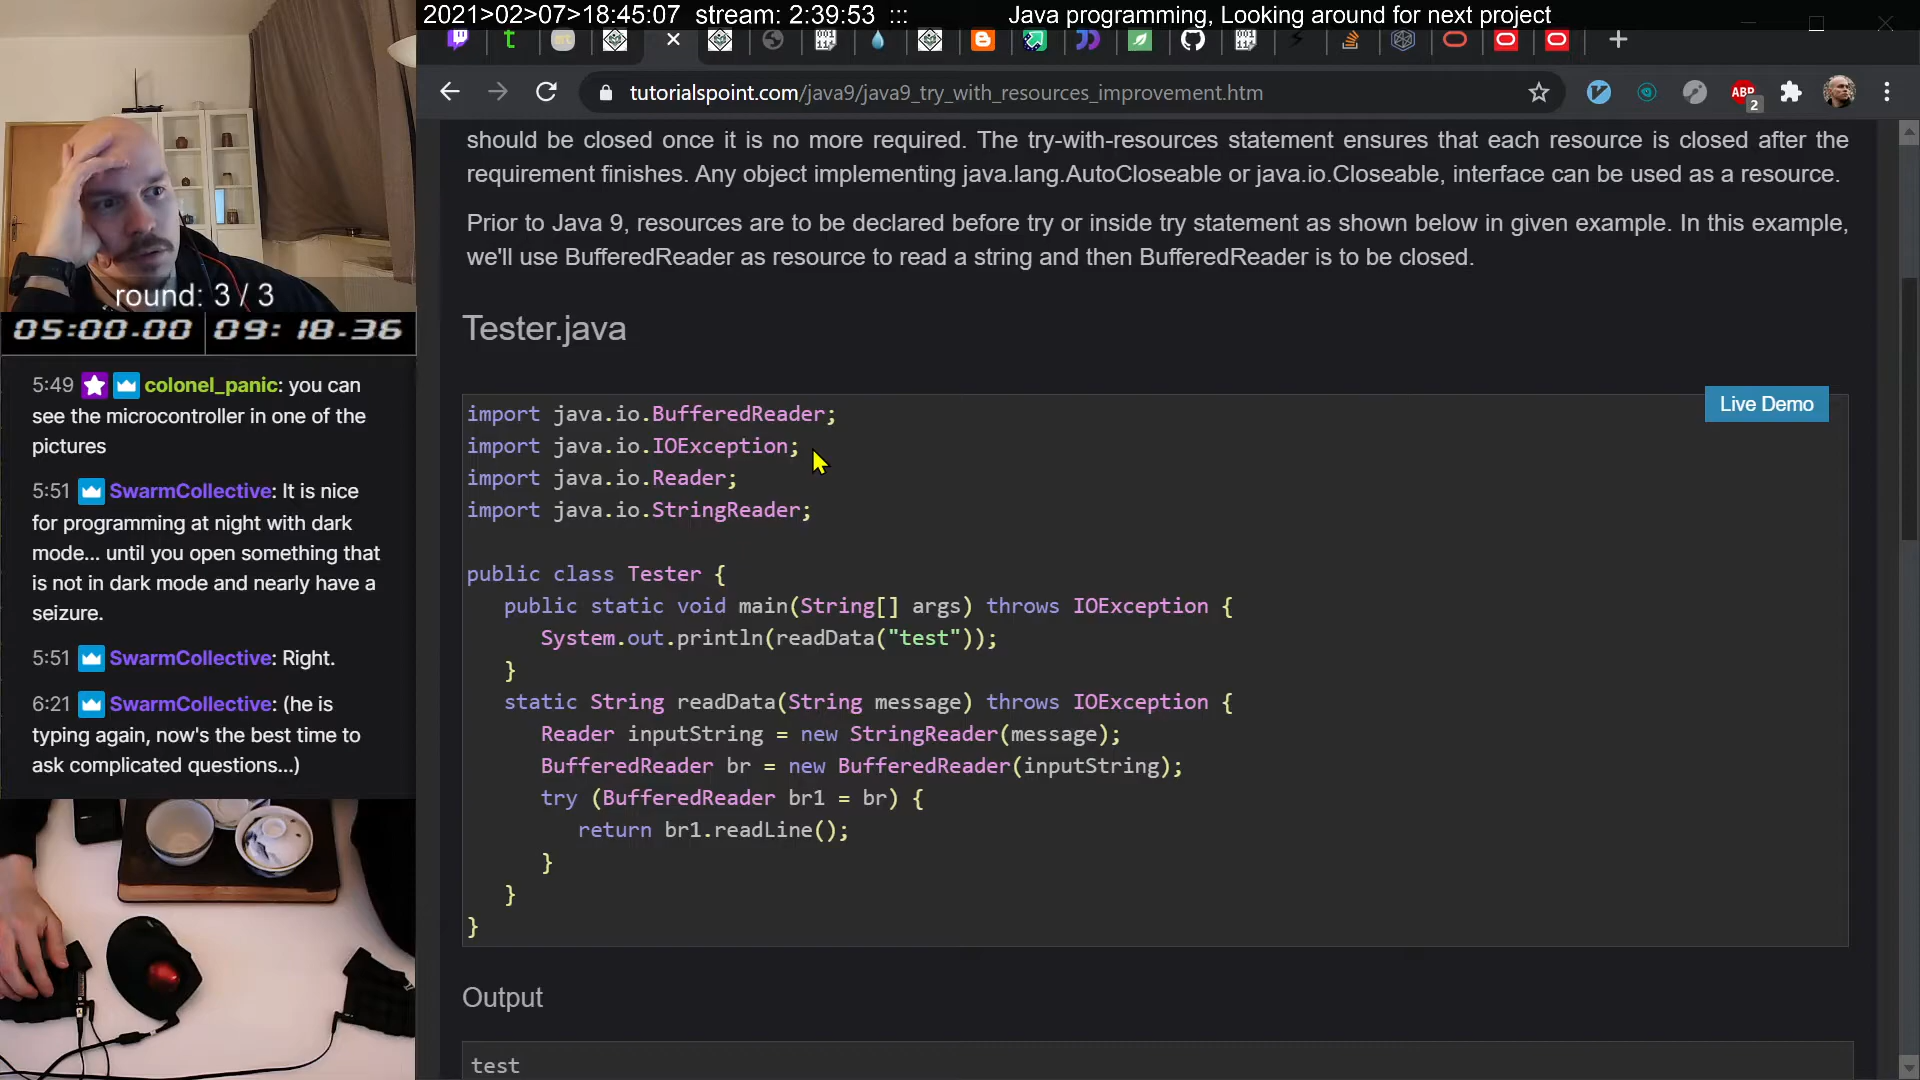 2021>02>07>18:45:07 stream: 2:39:53 ::: Java programming, Looking around for next project
tutorialspoint.com/java9/java9_try_with_resources_improvement.htm
ABP
2
should be closed once it is no more required. The try-with-resources statement ensures that each resource is closed after the
requirement finishes. Any object implementing java.lang.AutoCloseable or java.io.Closeable, interface can be used as a resource.
Prior to Java 9, resources are to be declared before try or inside try statement as shown below in given example. In this example,
we'll use BufferedReader as resource to read a string and then BufferedReader is to be closed.
Tester.java
Live Demo
import java.io.BufferedReader;
import java.io.IOException;
import java.io.Reader;
import java.io.StringReader;
public class Tester {
public static void main(String[] args) throws IOException {
System.out.println(readData("test"));
}
static String readData(String message) throws IOException {
Reader inputString = new StringReader(message);
BufferedReader br = new BufferedReader(inputString);
try (BufferedReader br1 = br) {
return br1.readLine();
}
}
}
Output
test
round: 3 / 3
05:00.00 09:18.36
5:49 colonel_panic: you can
see the microcontroller in one of the
pictures
5:51 SwarmCollective: It is nice
for programming at night with dark
mode... until you open something that
is not in dark mode and nearly have a
seizure.
5:51 SwarmCollective: Right.
6:21 SwarmCollective: (he is
typing again, now's the best time to
ask complicated questions...)